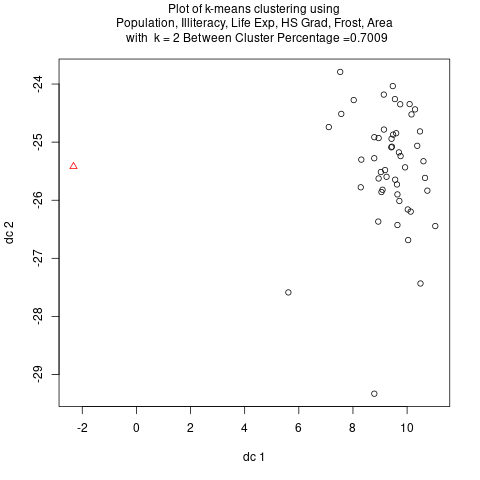 Plot of k-means clustering using
Population, Illiteracy, Life Exp, HS Grad, Frost, Area
with  k = 2 Between Cluster Percentage =0.7009
-24
-25
-26
-27
-28
-29
dc 2
-2 0 2 4 6 8 10
dc 1